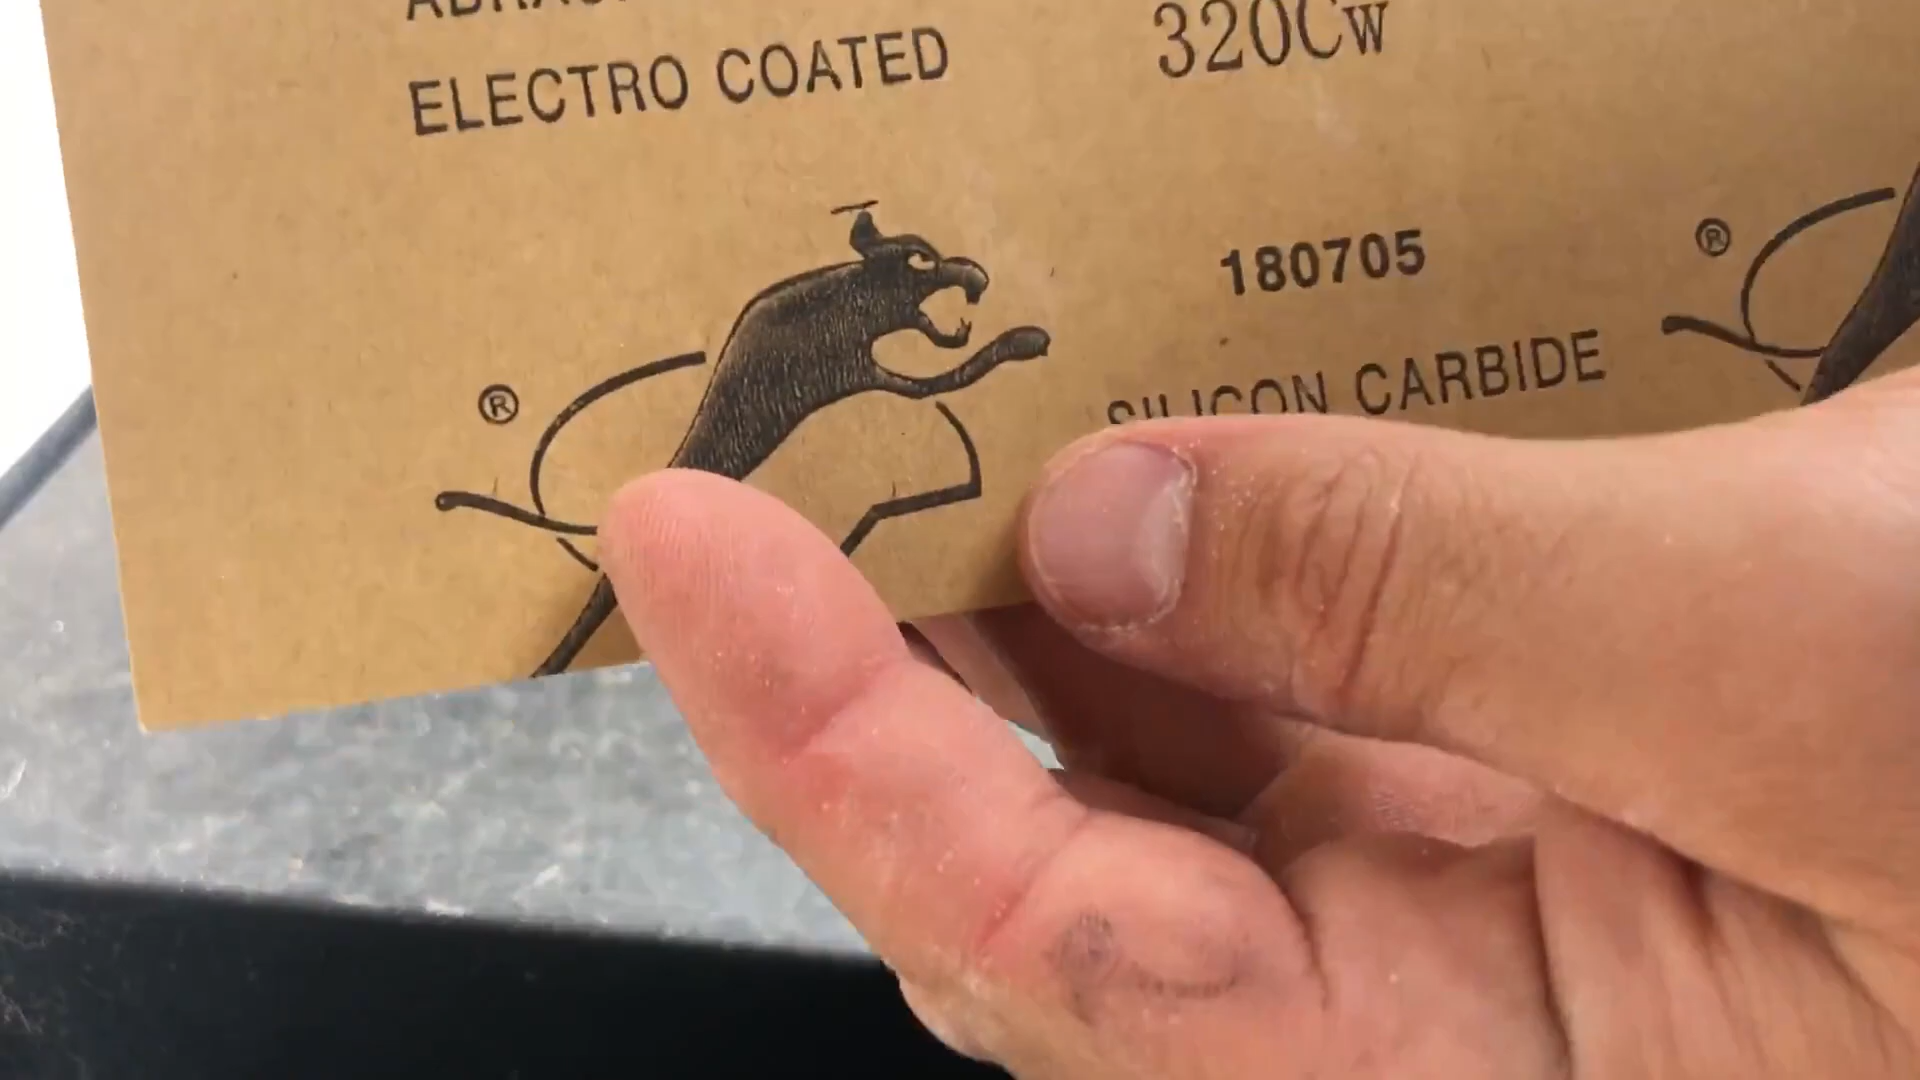 ELECTRO COATED
320CW
®
180705
®
SILICON CARBIDE